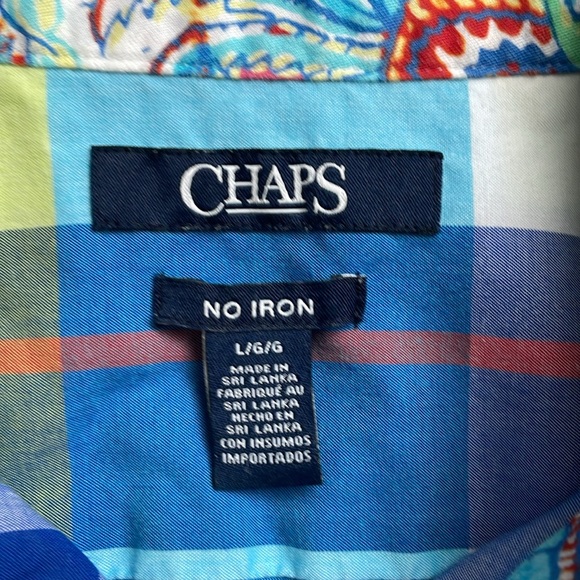 CHAPS
NO IRON
L/G/G
MADE IN
SRI LANKA
FABRIQUÉ AU
SRI LANKA
HECHO EN
SRI LANKA
CON INSUMOS
IMPORTADOS